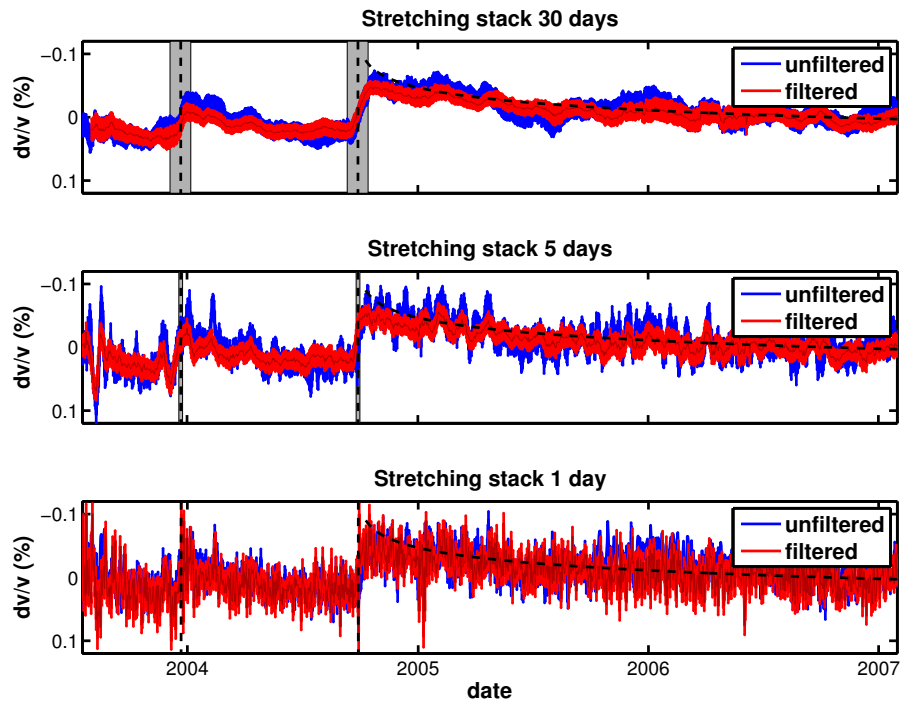 Stretching stack 30 days
−0.1
0
0.1
dv/v (%)
unfiltered
filtered
Stretching stack 5 days
−0.1
0
0.1
dv/v (%)
unfiltered
filtered
Stretching stack 1 day
−0.1
0
0.1
dv/v (%)
unfiltered
filtered
2004
2005
2006
2007
date